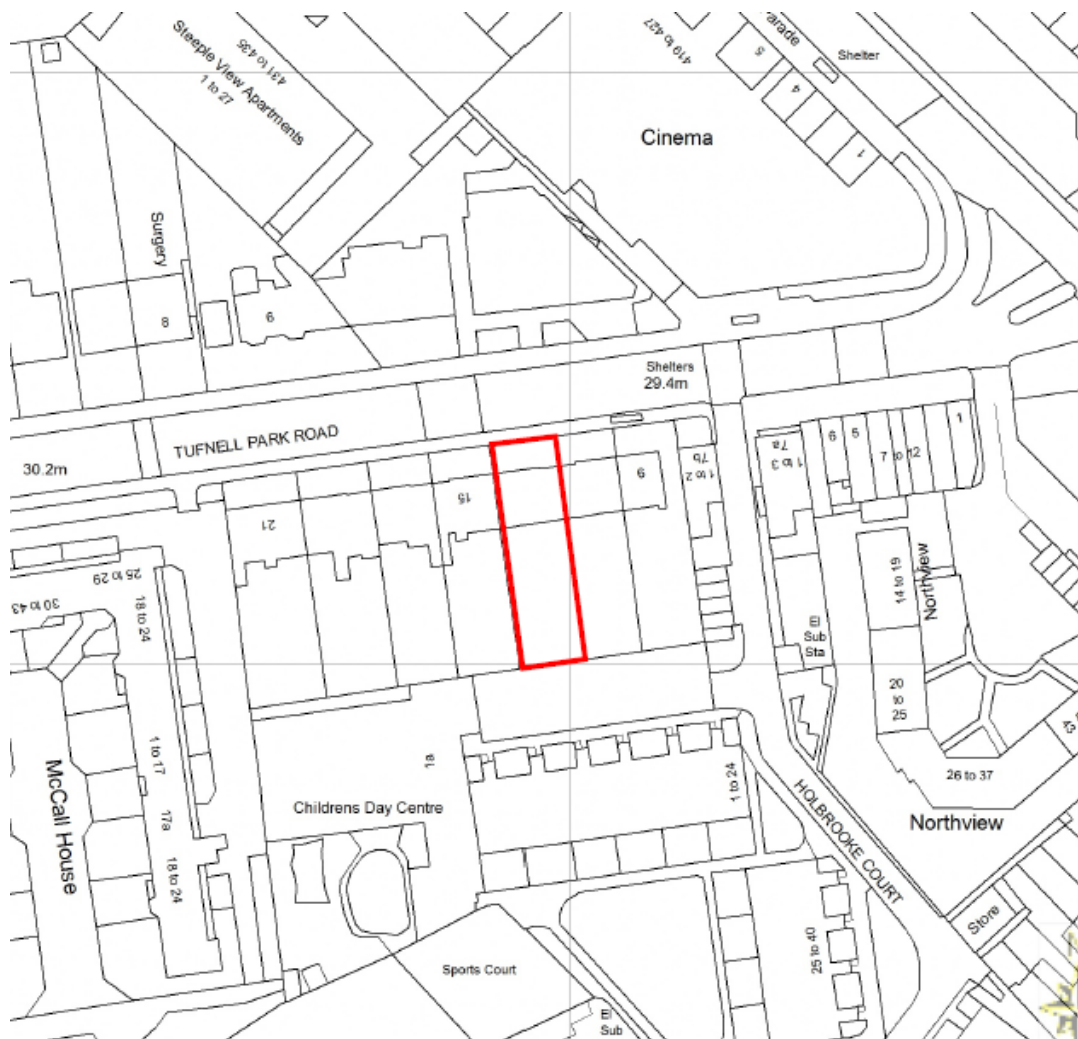 Steeple View Apartments
1 to 27
431 to 435
419 to 427
arade
Shelter
5
4
1
Cinema
Surgery
8
9
Shelters
29.4m
TUFNELL PARK ROAD
30.2m
21
15
9
7b
1 to 2
7a
1 to 3
6
5
7 to 12
1
25 to 29
30 to 43
18 to 24
14 to 19
Northview
El
Sub
Sta
20
to
25
43
26 to 37
Northview
McCall House
1 to 17
17a
18 to 24
18
1 to 24
Childrens Day Centre
HOLBROOKE COURT
Store
25 to 40
Sports Court
El
Sub